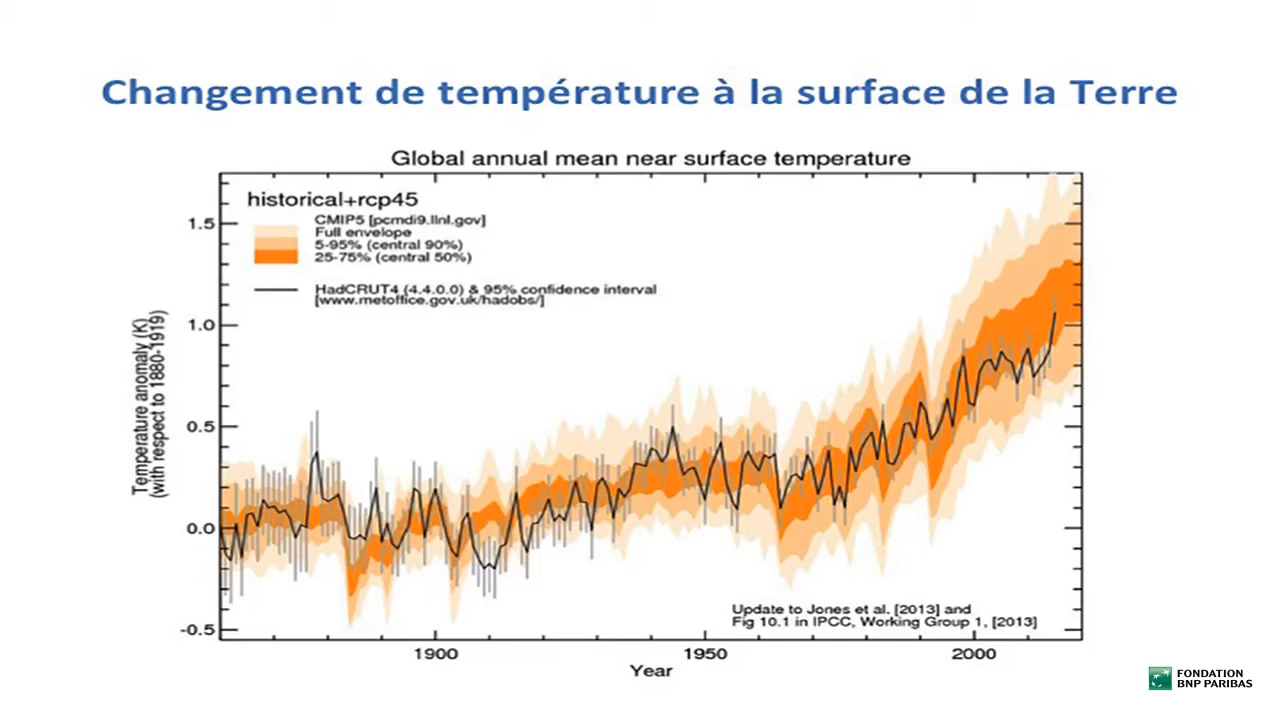 Changement de température à la surface de la Terre
Global annual mean near surface temperature
historical+rcp45
CMIP5 [pcmdi9.llnl.gov]
Full envelope
5-95% (central 90%)
25-75% (central 50%)
HadCRUT4 (4.4.0.0) & 95% confidence interval
[www.metoffice.gov.uk/hadobs/]
Temperature anomaly (K)
(with respect to 1880-1919)
1.5
1.0
0.5
0.0
-0.5
Update to Jones et al. [2013] and
Fig 10.1 in IPCC, Working Group 1, [2013]
1900
1950
2000
Year
FONDATION
BNP PARIBAS